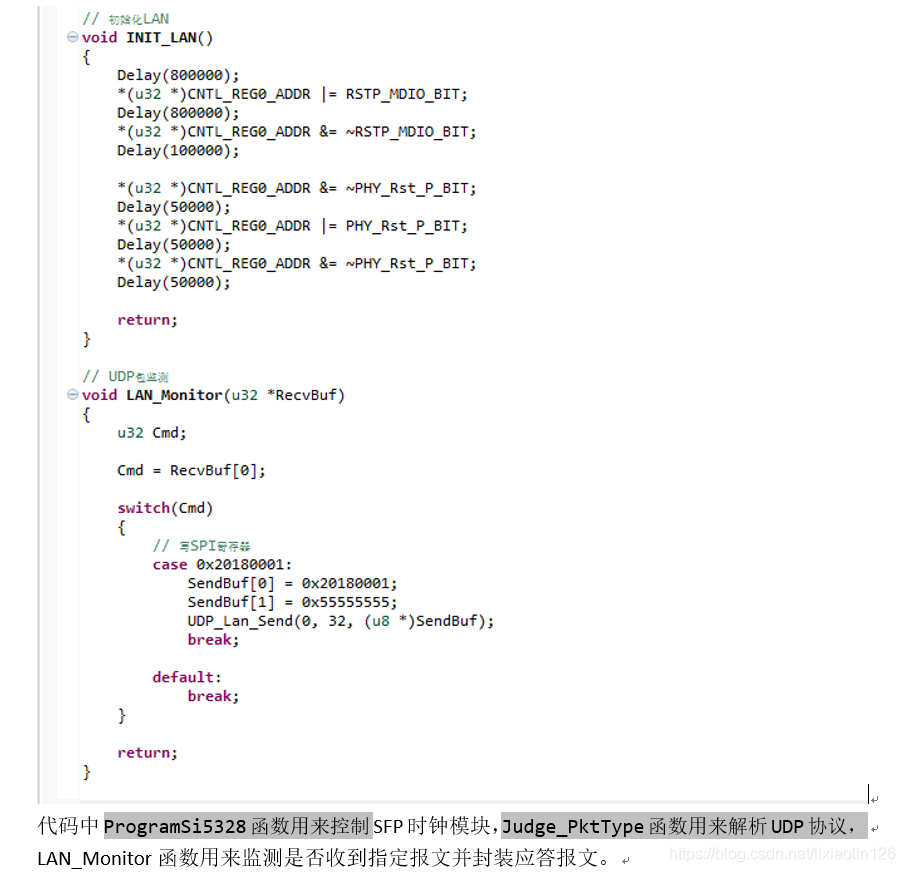 // 初始化LAN
void INIT_LAN()
{
    Delay(800000);
    *(u32 *)CNTL_REG0_ADDR |= RSTP_MDIO_BIT;
    Delay(800000);
    *(u32 *)CNTL_REG0_ADDR &= ~RSTP_MDIO_BIT;
    Delay(100000);
    *(u32 *)CNTL_REG0_ADDR &= ~PHY_Rst_P_BIT;
    Delay(50000);
    *(u32 *)CNTL_REG0_ADDR |= PHY_Rst_P_BIT;
    Delay(50000);
    *(u32 *)CNTL_REG0_ADDR &= ~PHY_Rst_P_BIT;
    Delay(50000);
    return;
}
// UDP包监测
void LAN_Monitor(u32 *RecvBuf)
{
    u32 Cmd;
    Cmd = RecvBuf[0];
    switch(Cmd)
    {
        // 写SPI寄存器
        case 0x20180001:
            SendBuf[0] = 0x20180001;
            SendBuf[1] = 0x55555555;
            UDP_Lan_Send(0, 32, (u8 *)SendBuf);
            break;
        default:
            break;
    }
    return;
}
代码中 ProgramSi5328 函数用来控制 SFP 时钟模块，Judge_PktType 函数用来解析 UDP 协议，
LAN_Monitor 函数用来监测是否收到指定报文并封装应答报文。
https://blog.csdn.net/lixiaolin126